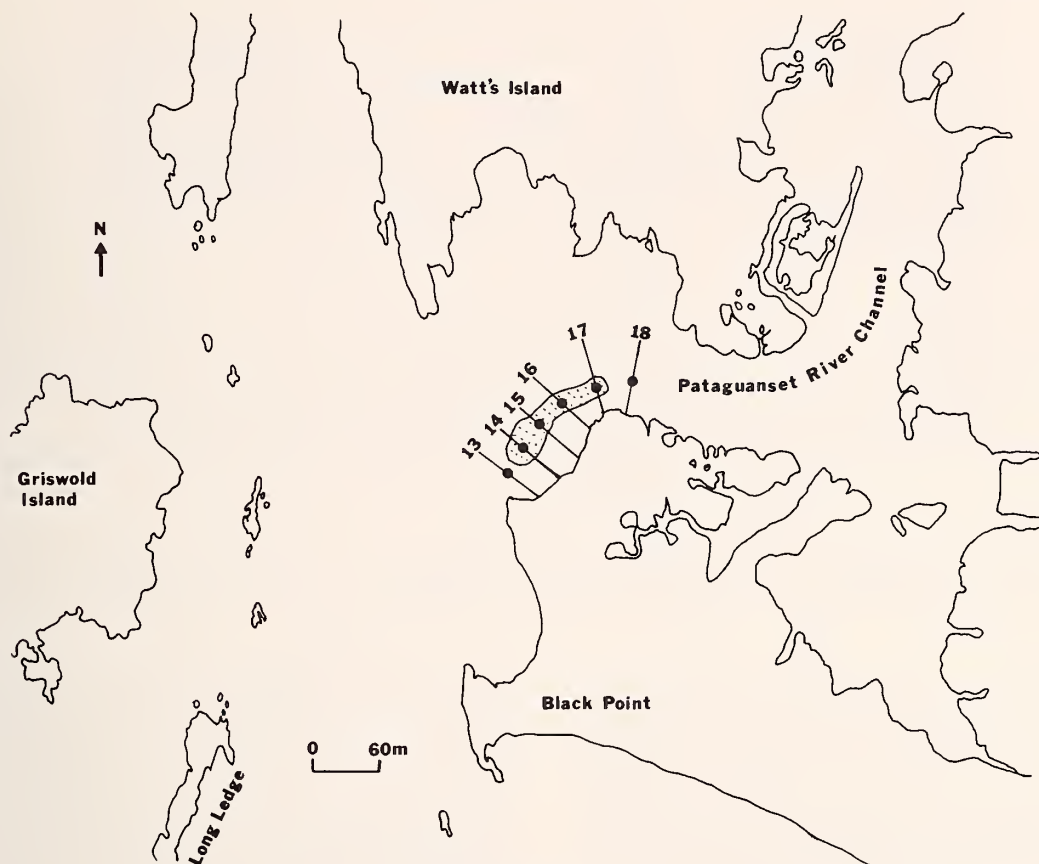 Watt's Island
N
17
18
16
15
14
13
Pataguanset River Channel
Griswold
Island
Black Point
0 60m
Long Ledge